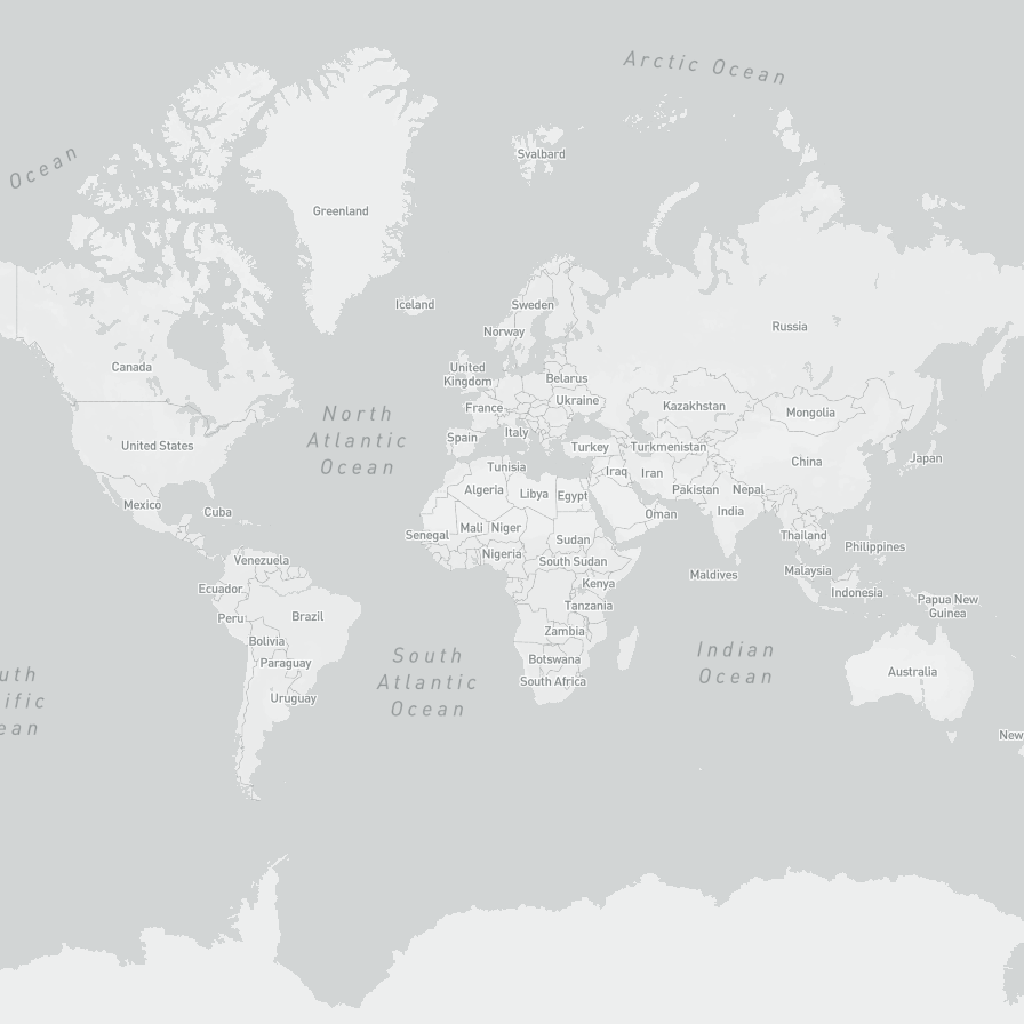 Arctic Ocean
Ocean
Svalbard
Greenland
Iceland
Sweden
Norway
Russia
Canada
United
Kingdom
Belarus
Ukraine
France
Kazakhstan
Mongolia
North
Atlantic
Ocean
Spain
Italy
Turkey
Turkmenistan
United States
Japan
China
Tunisia
Iraq
Iran
Algeria
Libya
Egypt
Pakistan
Nepal
Mexico
Cuba
India
Oman
Senegal
Mali
Niger
Sudan
Thailand
Philippines
Venezuela
Nigeria
South Sudan
Maldives
Malaysia
Ecuador
Kenya
Indonesia
Papua New
Guinea
Peru
Brazil
Tanzania
Zambia
Bolivia
Paraguay
South
Atlantic
Ocean
Botswana
South Africa
Indian
Ocean
Australia
Uruguay
uth
ific
ean
New